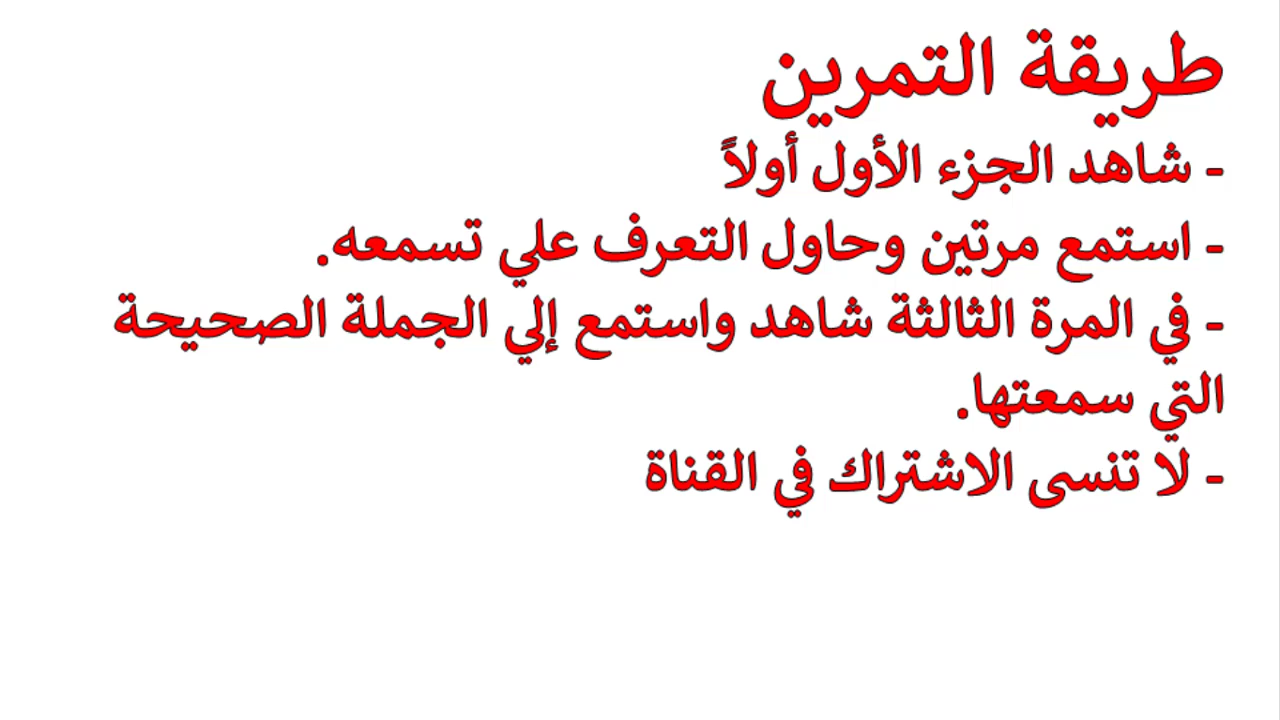 طريقة التمرين
- شاهد الجزء الأول أولاً
- استمع مرتين وحاول التعرف علي تسمعه.
- في المرة الثالثة شاهد واستمع إلي الجملة الصحيحة
التي سمعتها.
- لا تنسى الاشتراك في القناة